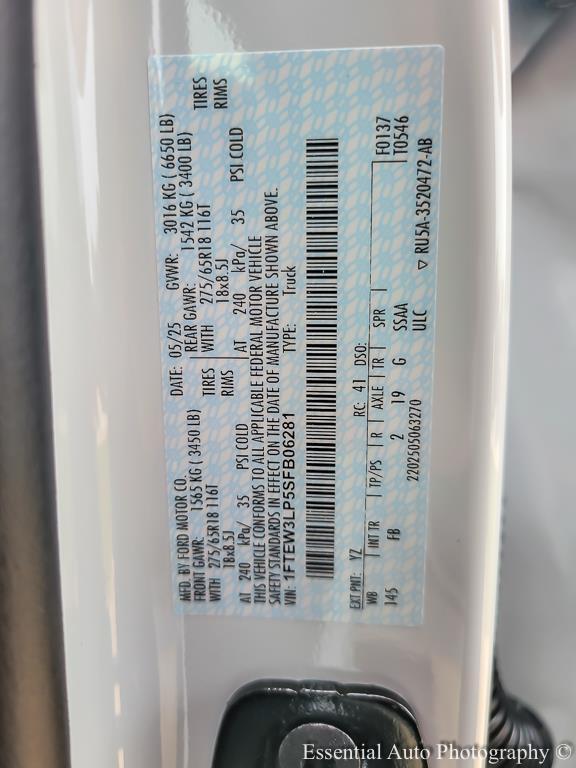 MFD. BY FORD MOTOR CO. DATE: 05/25 GVWR: 3016 KG ( 6650 LB)
FRONT GAWR: 1565 KG ( 3450 LB) REAR GAWR: 1542 KG ( 3400 LB)
WITH 275/65R18 116T TIRES WITH 275/65R18 116T TIRES
18x8.5J RIMS 18x8.5J RIMS
AT 240 kPa/ 35 PSI COLD AT 240 kPa/ 35 PSI COLD
THIS VEHICLE CONFORMS TO ALL APPLICABLE FEDERAL MOTOR VEHICLE
SAFETY STANDARDS IN EFFECT ON THE DATE OF MANUFACTURE SHOWN ABOVE.
VIN: 1FTEW3LP5SFB06281 TYPE: Truck
EXT PNT: YZ RC: 41 DSO: F0137
WB INT TR TP/PS R AXLE TR SPR T0546
145 FB 2 19 G SSAA
2202505063270 ULC ▽ RU5A-3520472-AB
Essential Auto Photography ©